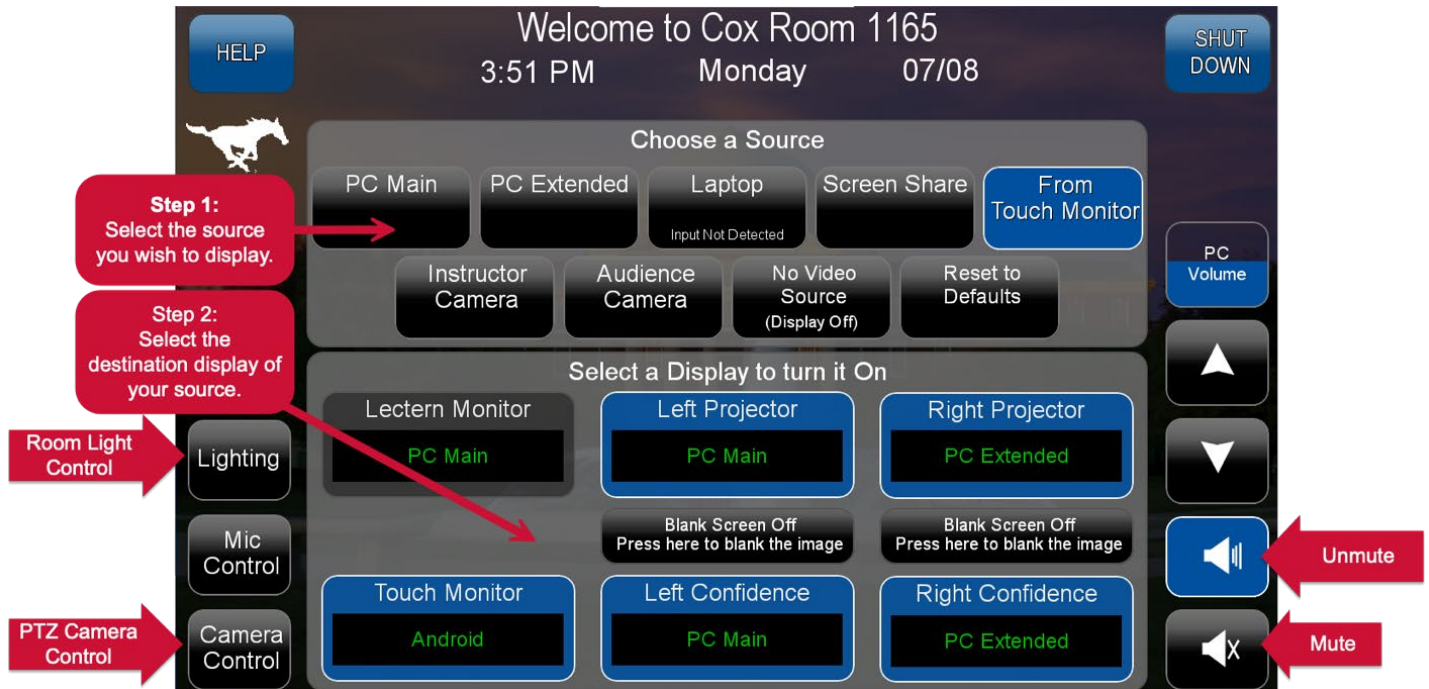 HELP
Welcome to Cox Room 1165
3:51 PM Monday 07/08
SHUT
DOWN
Choose a Source
PC Main
PC Extended
Laptop
Input Not Detected
Screen Share
From
Touch Monitor
Step 1:
Select the source
you wish to display.
Instructor
Camera
Audience
Camera
No Video
Source
(Display Off)
Reset to
Defaults
PC
Volume
Step 2:
Select the
destination display of
your source.
Select a Display to turn it On
Lectern Monitor
PC Main
Left Projector
PC Main
Right Projector
PC Extended
Room Light
Control
Lighting
Blank Screen Off
Press here to blank the image
Blank Screen Off
Press here to blank the image
Mic
Control
Unmute
Touch Monitor
Android
Left Confidence
PC Main
Right Confidence
PC Extended
PTZ Camera
Control
Camera
Control
X
Mute